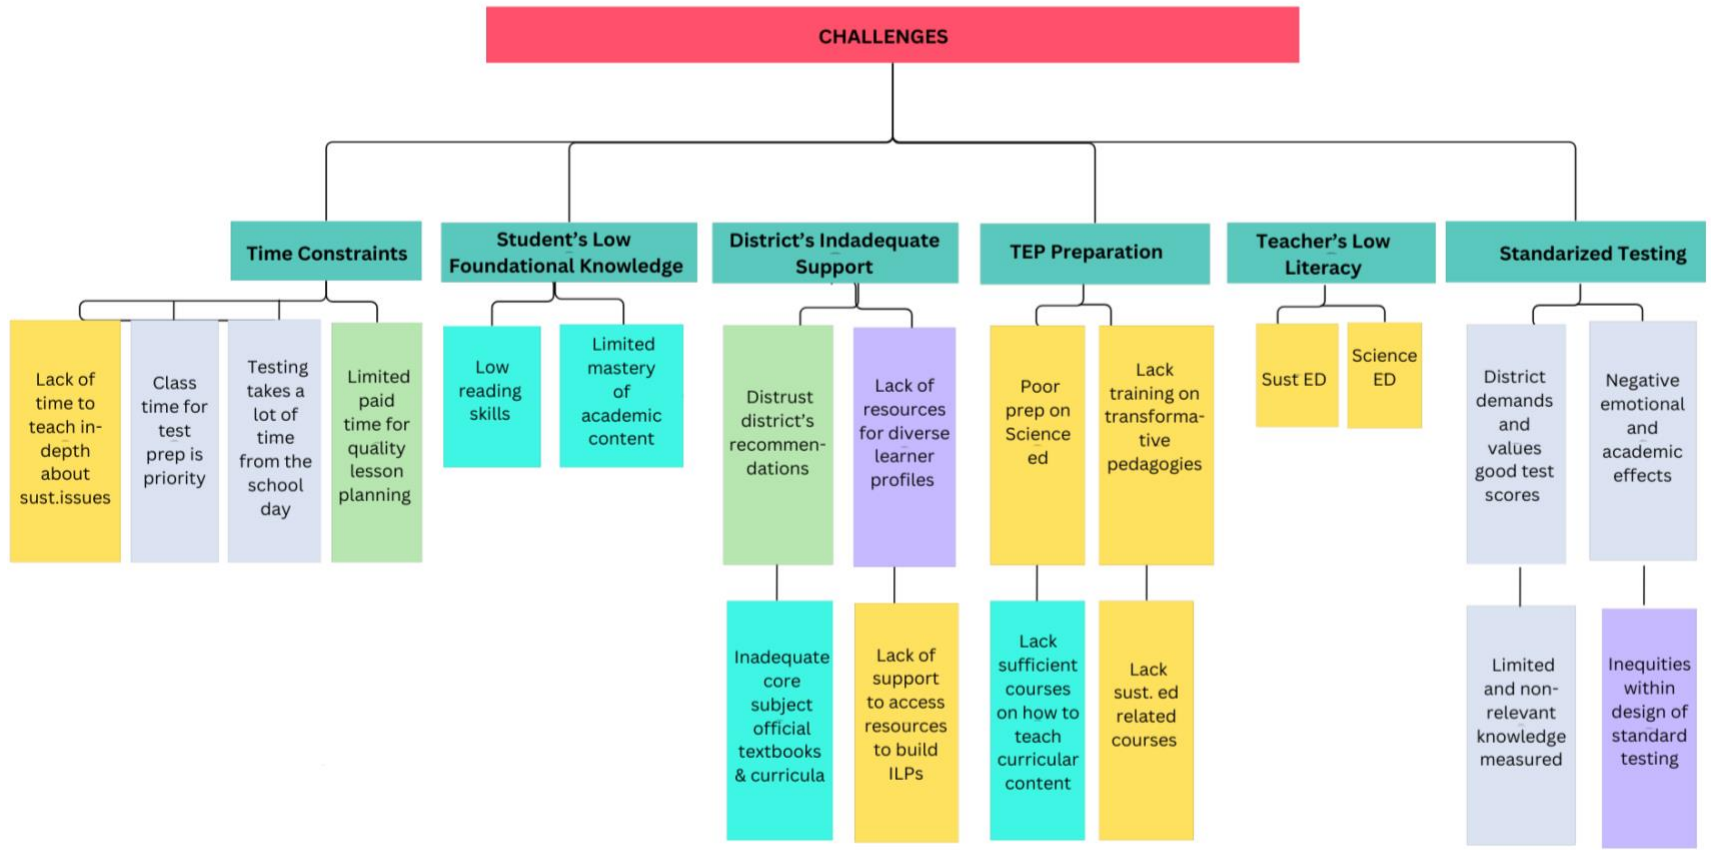 CHALLENGES
Time Constraints
Student's Low
Foundational Knowledge
District's Indadequate
Support
TEP Preparation
Teacher's Low
Literacy
Standarized Testing
Lack of
time to
teach in-
depth
about
sust.issues
Class
time for
test
prep is
priority
Testing
takes a
lot of
time
from the
school
day
Limited
paid
time for
quality
lesson
planning
Low
reading
skills
Limited
mastery
of
academic
content
Distrust
district's
recommen-
dations
Lack of
resources
for diverse
learner
profiles
Poor
prep on
Science
ed
Lack
training on
transforma-
tive
pedagogies
Sust ED
Science
ED
District
demands
and
values
good test
scores
Negative
emotional
and
academic
effects
Inadequate
core
subject
official
textbooks
& curricula
Lack of
support
to access
resources
to build
ILPs
Lack
sufficient
courses
on how to
teach
curricular
content
Lack
sust. ed
related
courses
Limited
and non-
relevant
knowledge
measured
Inequities
within
design of
standard
testing